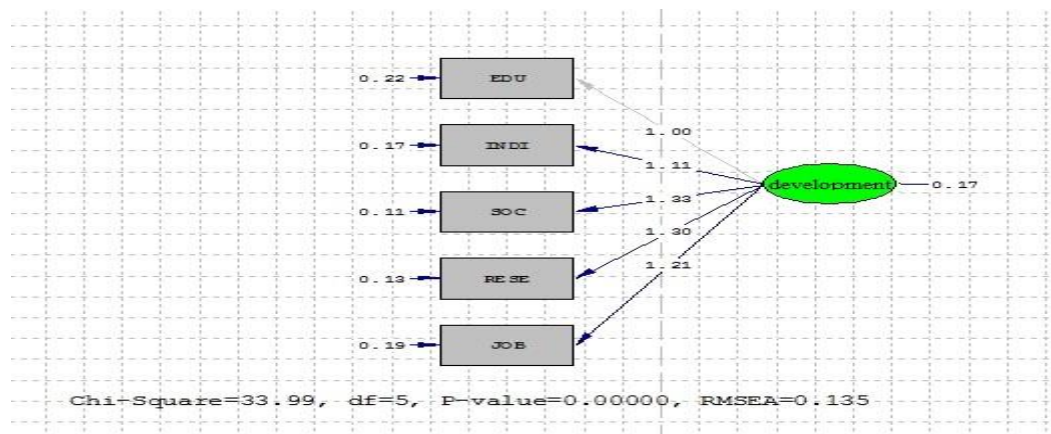 0.22 EDU
1.00
0.17 INDI
1.11
development 0.17
1.33
0.11 SOC
1.30
1.21
0.13 RESE
0.19 JOB
Chi-Square=33.99, df=5, P-value=0.00000, RMSEA=0.135